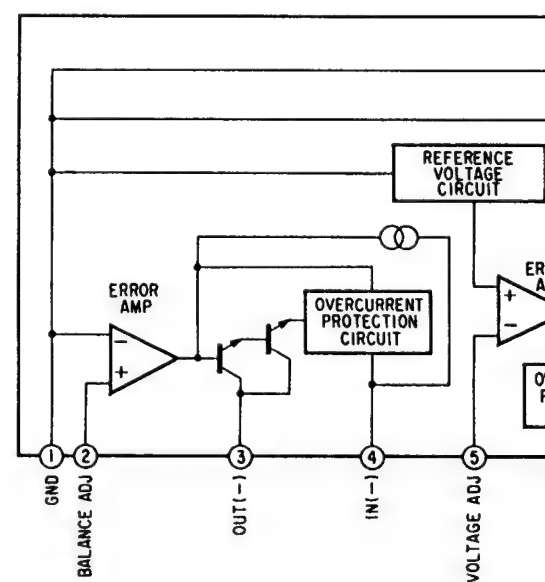 REFERENCE
VOLTAGE
CIRCUIT
ERROR
AMP
OVERCURRENT
PROTECTION
CIRCUIT
ER
A
+
−
−
+
O
F
1
2
3
4
5
GND
BALANCE ADJ
OUT(−)
IN(−)
VOLTAGE ADJ